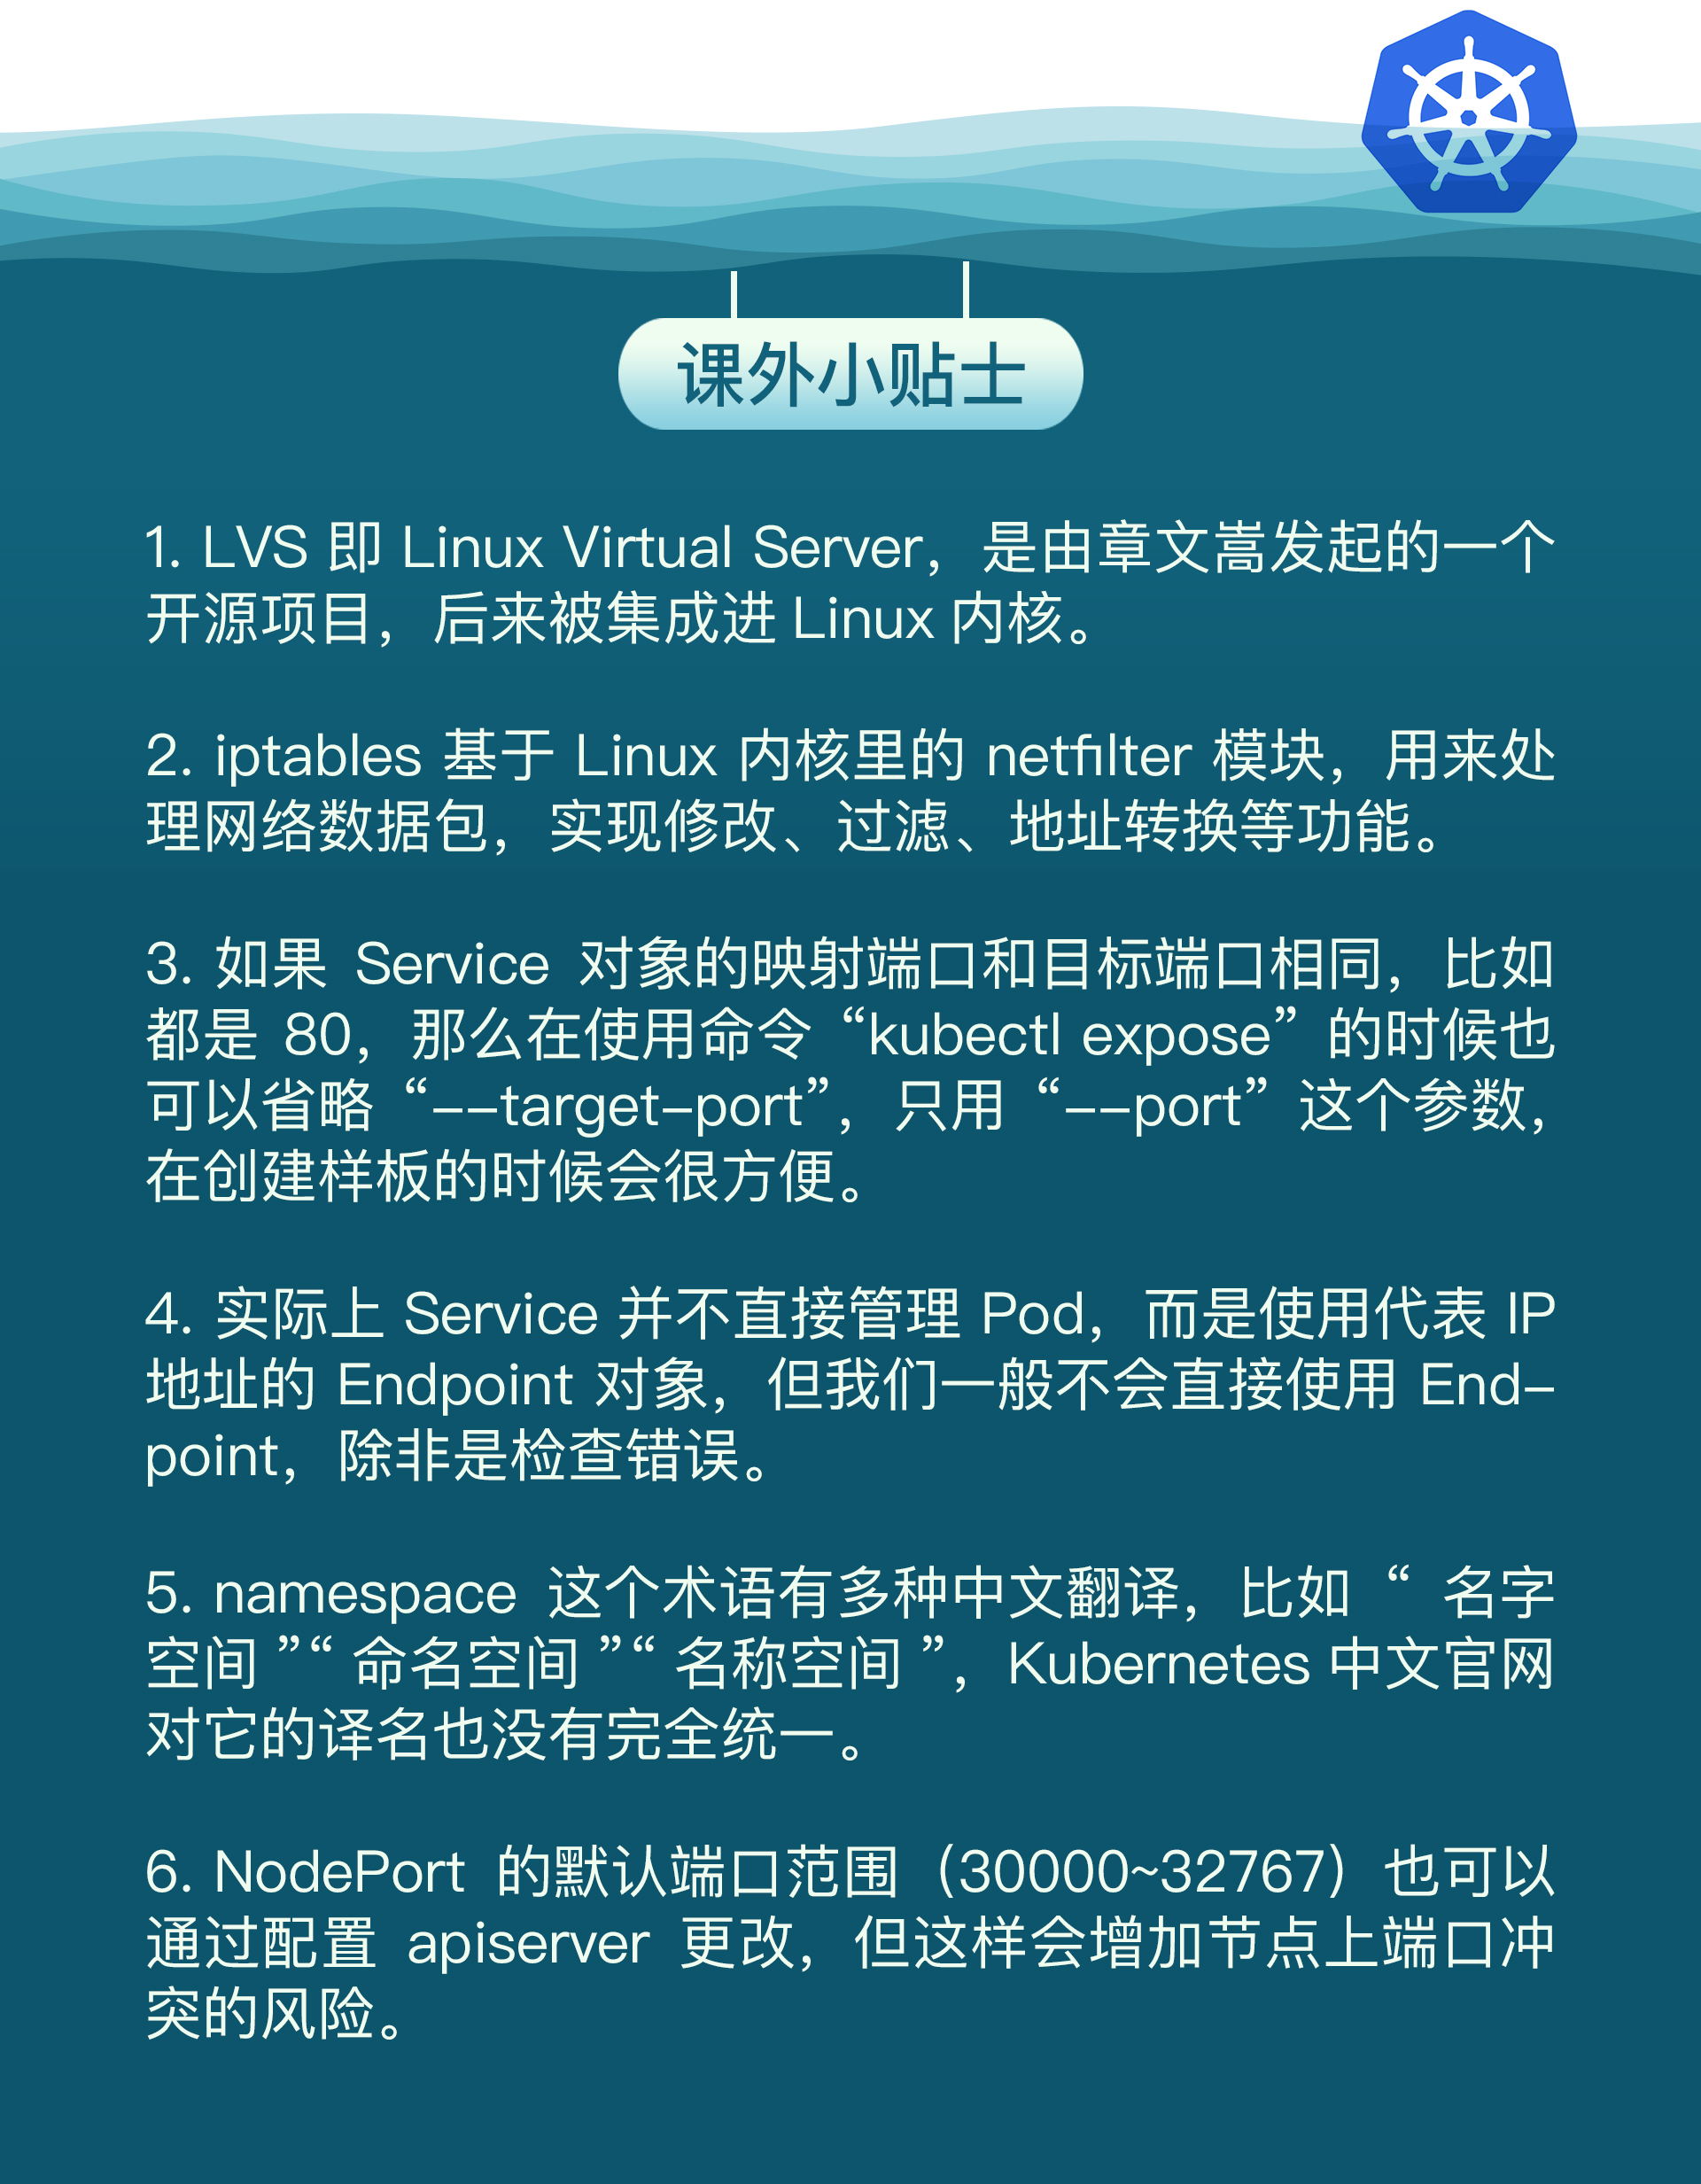 课外小贴士
1. LVS 即 Linux Virtual Server，是由章文嵩发起的一个
开源项目，后来被集成进 Linux 内核。
2. iptables 基于 Linux 内核里的 netfilter 模块，用来处
理网络数据包，实现修改、过滤、地址转换等功能。
3. 如果 Service 对象的映射端口和目标端口相同，比如
都是 80，那么在使用命令“kubectl expose”的时候也
可以省略“--target-port”，只用“--port”这个参数，
在创建样板的时候会很方便。
4. 实际上 Service 并不直接管理 Pod，而是使用代表 IP
地址的 Endpoint 对象，但我们一般不会直接使用 End-
point，除非是检查错误。
5. namespace 这个术语有多种中文翻译，比如“ 名字
空间 ”“ 命名空间 ”“ 名称空间 ”，Kubernetes 中文官网
对它的译名也没有完全统一。
6. NodePort 的默认端口范围（30000~32767）也可以
通过配置 apiserver 更改，但这样会增加节点上端口冲
突的风险。